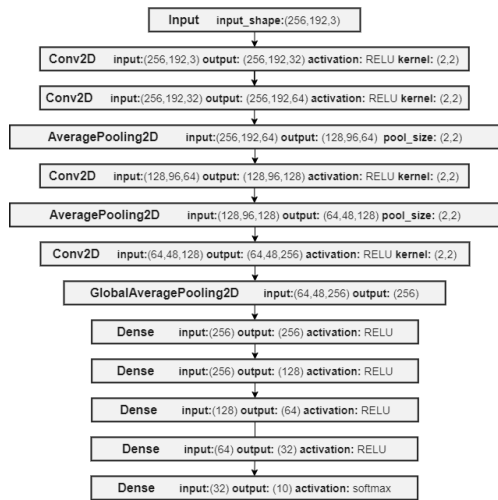 Input input_shape:(256,192,3)
Conv2D input:(256,192,3) output: (256,192,32) activation: RELU kernel: (2,2)
Conv2D input:(256,192,32) output: (256,192,64) activation: RELU kernel: (2,2)
AveragePooling2D input:(256,192,64) output: (128,96,64) pool_size: (2,2)
Conv2D input:(128,96,64) output: (128,96,128) activation: RELU kernel: (2,2)
AveragePooling2D input:(128,96,128) output: (64,48,128) pool_size: (2,2)
Conv2D input:(64,48,128) output: (64,48,256) activation: RELU kernel: (2,2)
GlobalAveragePooling2D input:(64,48,256) output: (256)
Dense input:(256) output: (256) activation: RELU
Dense input:(256) output: (128) activation: RELU
Dense input:(128) output: (64) activation: RELU
Dense input:(64) output: (32) activation: RELU
Dense input:(32) output: (10) activation: softmax